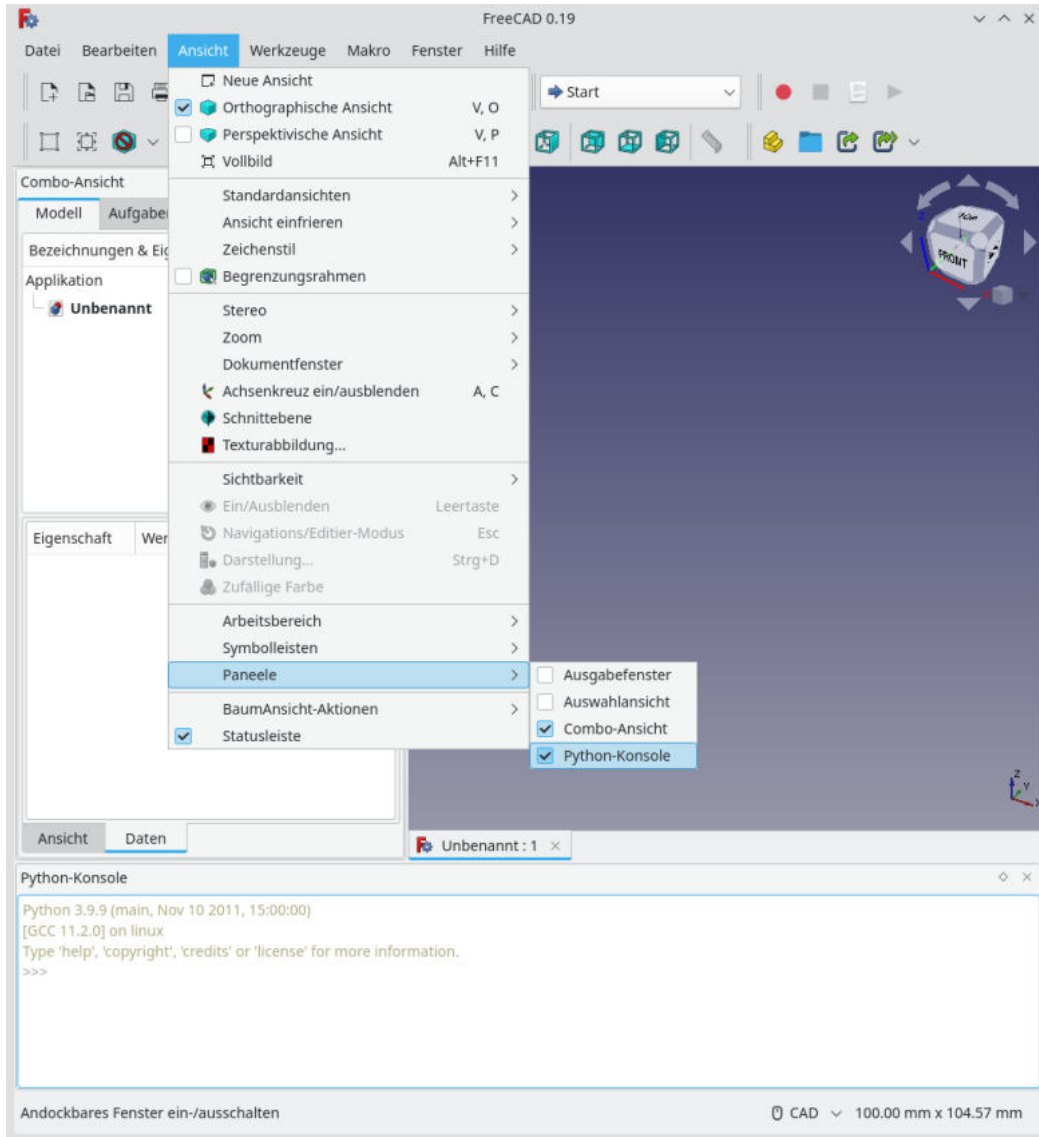 FreeCAD 0.19
Datei Bearbeiten Ansicht Werkzeuge Makro Fenster Hilfe
Neue Ansicht
Orthographische Ansicht V, O
Perspektivische Ansicht V, P
Vollbild Alt+F11
Standardansichten
Ansicht einfrieren
Zeichenstil
Begrenzungsrahmen
Stereo
Zoom
Dokumentfenster
Achsenkreuz ein/ausblenden A, C
Schnittebene
Texturabbildung...
Sichtbarkeit
Ein/Ausblenden Leertaste
Navigations/Editier-Modus Esc
Darstellung... Strg+D
Zufällige Farbe
Arbeitsbereich
Symbolleisten
Paneele
BaumAnsicht-Aktionen
Statusleiste
Ausgabefenster
Auswahlansicht
Combo-Ansicht
Python-Konsole
Start
Combo-Ansicht
Modell Aufgabe
Bezeichnungen & Eig
Applikation
Unbenannt
Eigenschaft Wer
Ansicht Daten
TOP
FRONT
Z
X
Z
Y
X
Unbenannt : 1
Python-Konsole
Python 3.9.9 (main, Nov 10 2011, 15:00:00)
[GCC 11.2.0] on linux
Type 'help', 'copyright', 'credits' or 'license' for more information.
>>>
Andockbares Fenster ein-/ausschalten CAD 100.00 mm x 104.57 mm